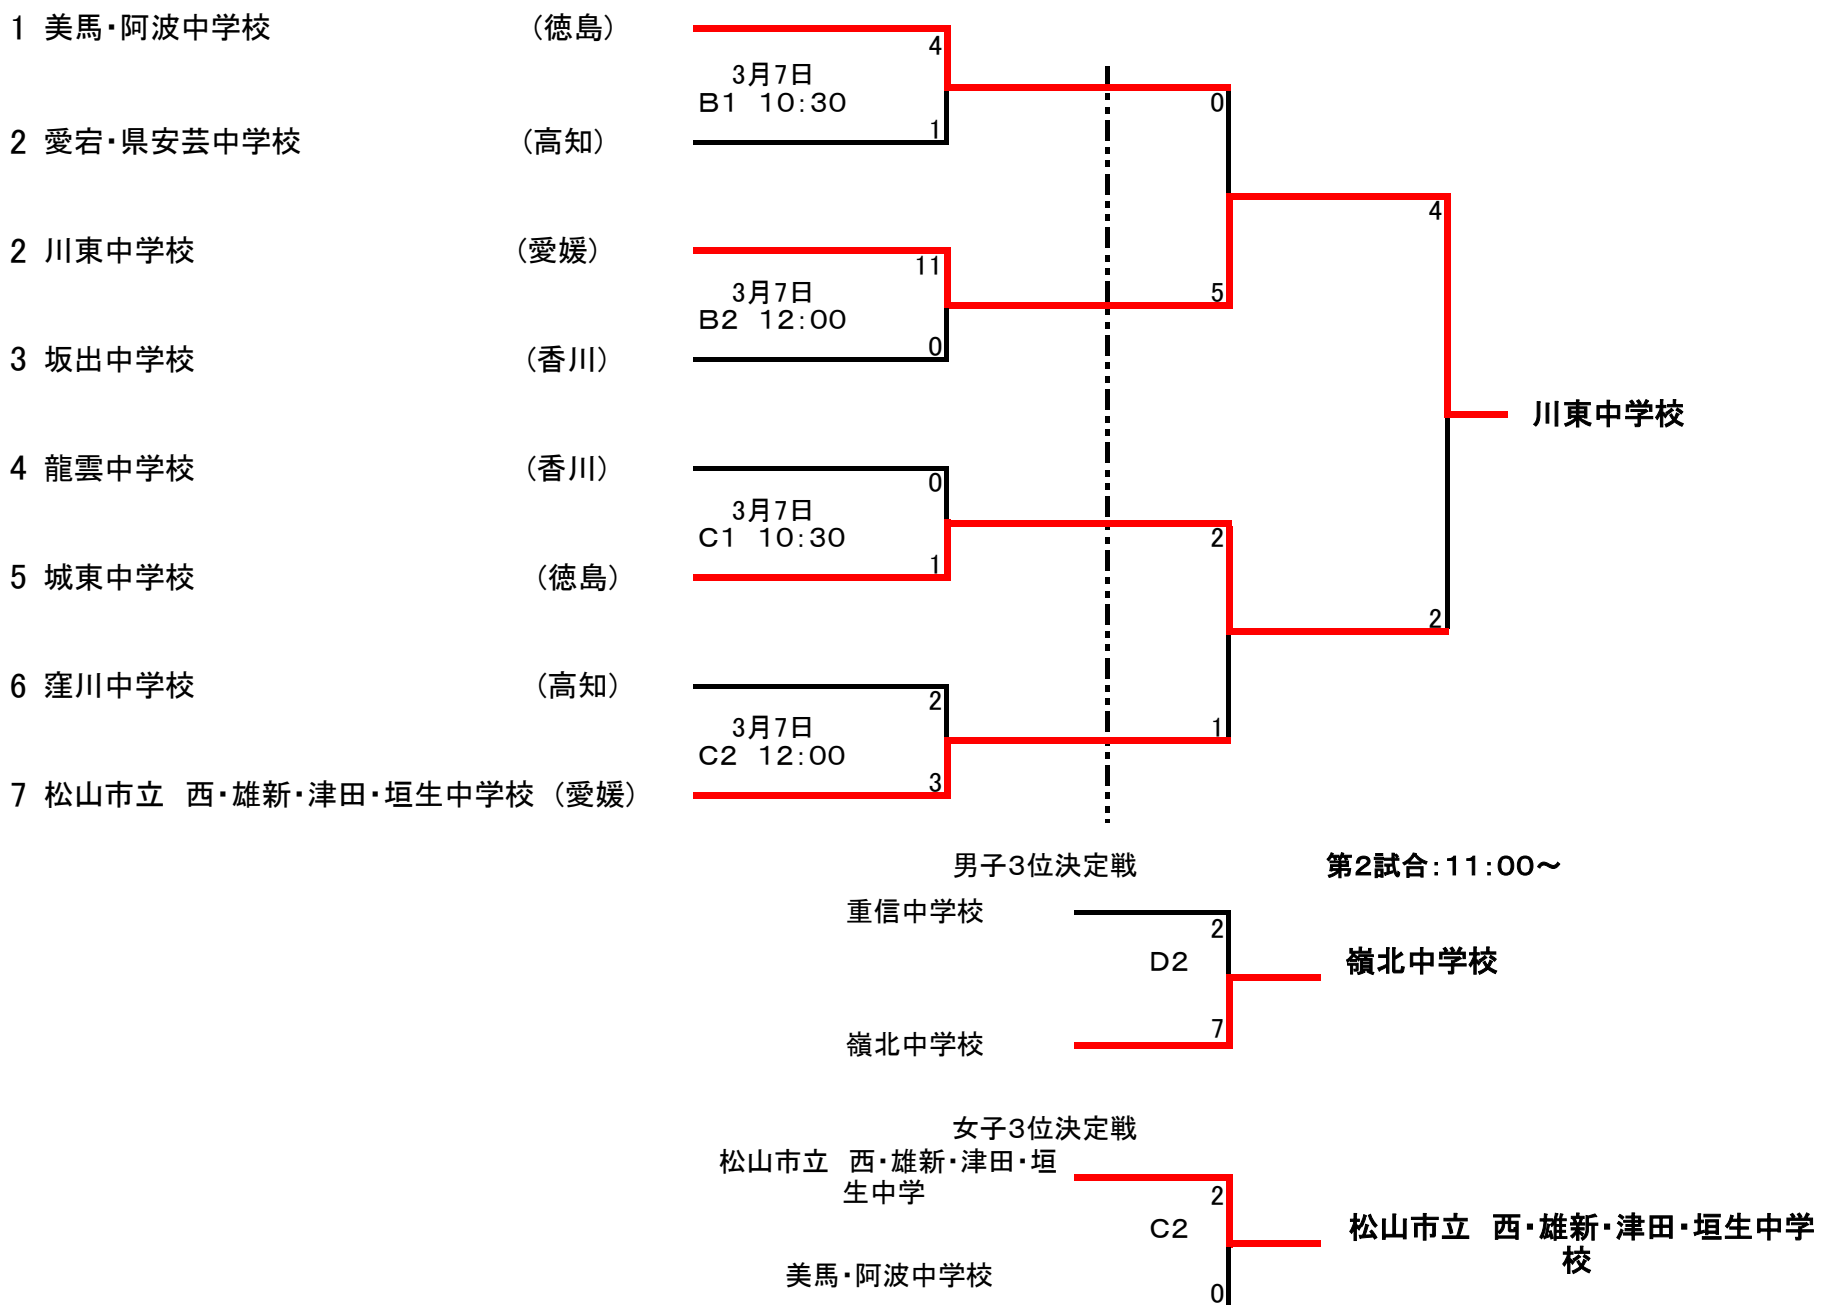 1 美馬・阿波中学校 (徳島)
4
3月7日
B1 10:30
0
1
2 愛宕・県安芸中学校 (高知)
4
2 川東中学校 (愛媛)
11
3月7日
5
B2 12:00
0
3 坂出中学校 (香川)
川東中学校
4 龍雲中学校 (香川)
0
3月7日
C1 10:30
2
1
5 城東中学校 (徳島)
2
6 窪川中学校 (高知)
2
3月7日
1
C2 12:00
3
7 松山市立 西・雄新・津田・垣生中学校 (愛媛)
男子3位決定戦 第2試合:11:00~
重信中学校
2
D2
嶺北中学校
7
嶺北中学校
女子3位決定戦
松山市立 西・雄新・津田・垣
生中学
2
C2
松山市立 西・雄新・津田・垣生中学
校
美馬・阿波中学校
0